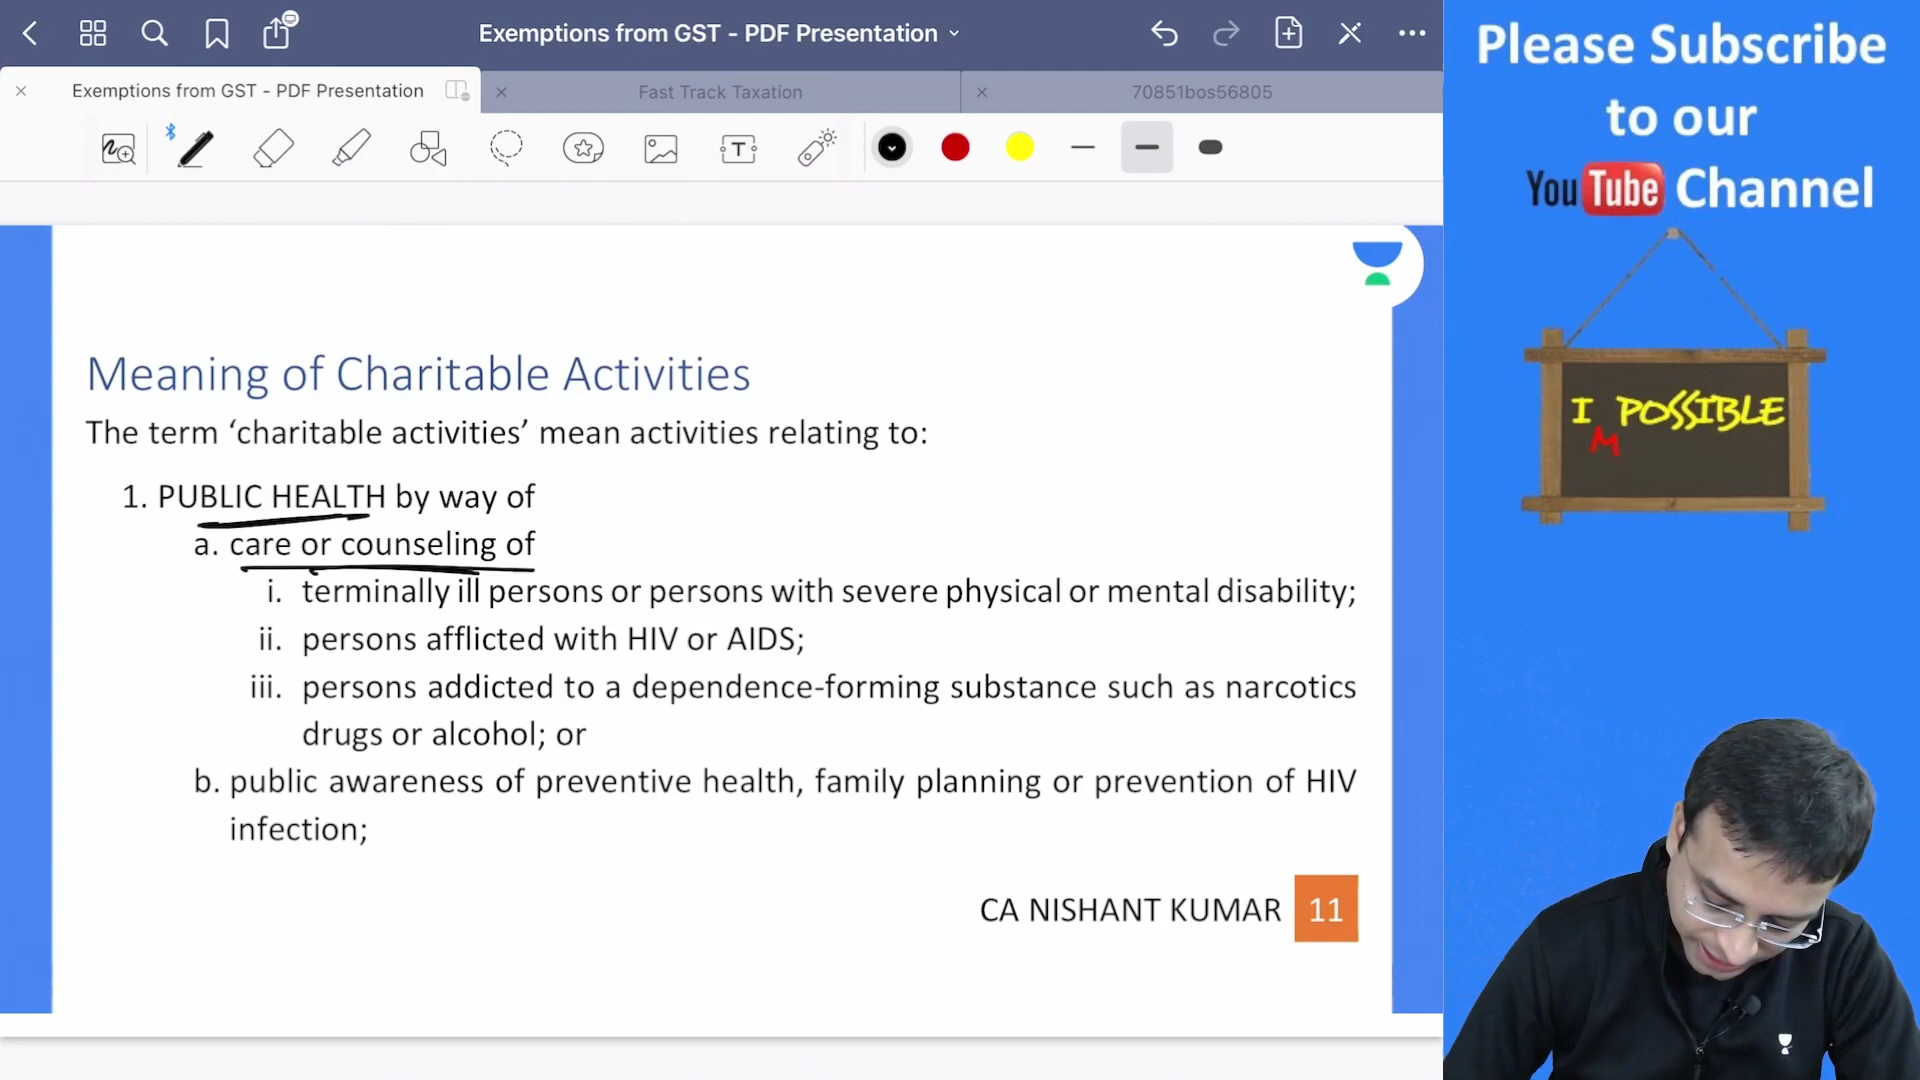 Exemptions from GST - PDF Presentation
Exemptions from GST - PDF Presentation
Fast Track Taxation
70851bos56805
T
Meaning of Charitable Activities
The term ‘charitable activities’ mean activities relating to:
1. PUBLIC HEALTH by way of
a. care or counseling of
i. terminally ill persons or persons with severe physical or mental disability;
ii. persons afflicted with HIV or AIDS;
iii. persons addicted to a dependence-forming substance such as narcotics
drugs or alcohol; or
b. public awareness of preventive health, family planning or prevention of HIV
infection;
CA NISHANT KUMAR 11
Please Subscribe
to our
YouTube Channel
I POSSIBLE
M